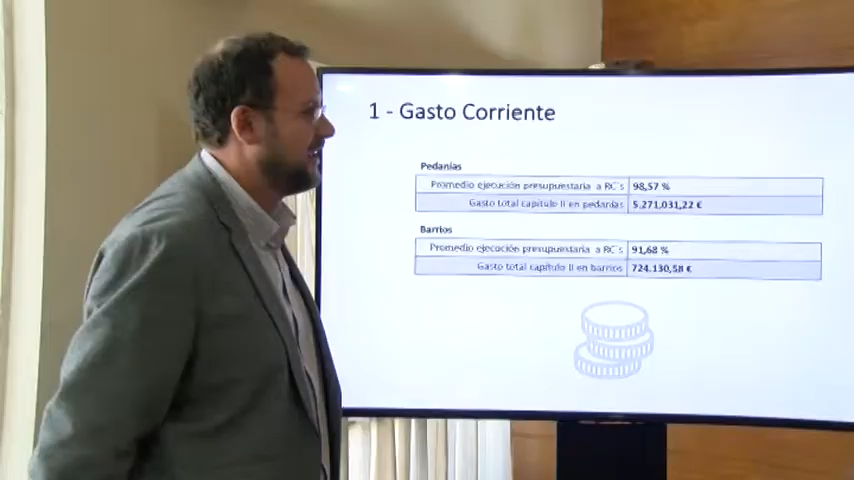 1 - Gasto Corriente
Pedanías
Promedio ejecución presupuestaria a RC´s 98,57 %
Gasto total capítulo II en pedanías 5.271.031,22 €
Barrios
Promedio ejecución presupuestaria a RC´s 91,68 %
Gasto total capítulo II en barrios 724.130,58 €